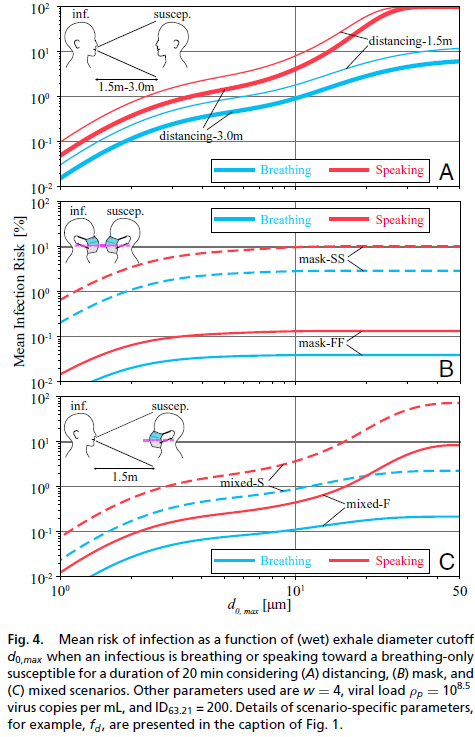 10²
10¹
10⁰
10⁻¹
10⁻²
inf.
suscep.
1.5m-3.0m
distancing-1.5m
distancing-3.0m
Breathing
Speaking
A
10²
10¹
10⁰
10⁻¹
10⁻²
inf.
suscep.
Breathing
Speaking
mask-SS
mask-FF
B
Mean Infection Risk [%]
10²
10¹
10⁰
10⁻¹
10⁻²
inf.
suscep.
1.5m
mixed-S
mixed-F
Breathing
Speaking
C
10⁰
10¹
50
d0,max [μm]
Fig. 4. Mean risk of infection as a function of (wet) exhale diameter cutoff
d0,max when an infectious is breathing or speaking toward a breathing-only
susceptible for a duration of 20 min considering (A) distancing, (B) mask, and
(C) mixed scenarios. Other parameters used are w = 4, viral load ρp = 10^8.5
virus copies per mL, and ID63.21 = 200. Details of scenario-specific parameters,
for example, fd, are presented in the caption of Fig. 1.